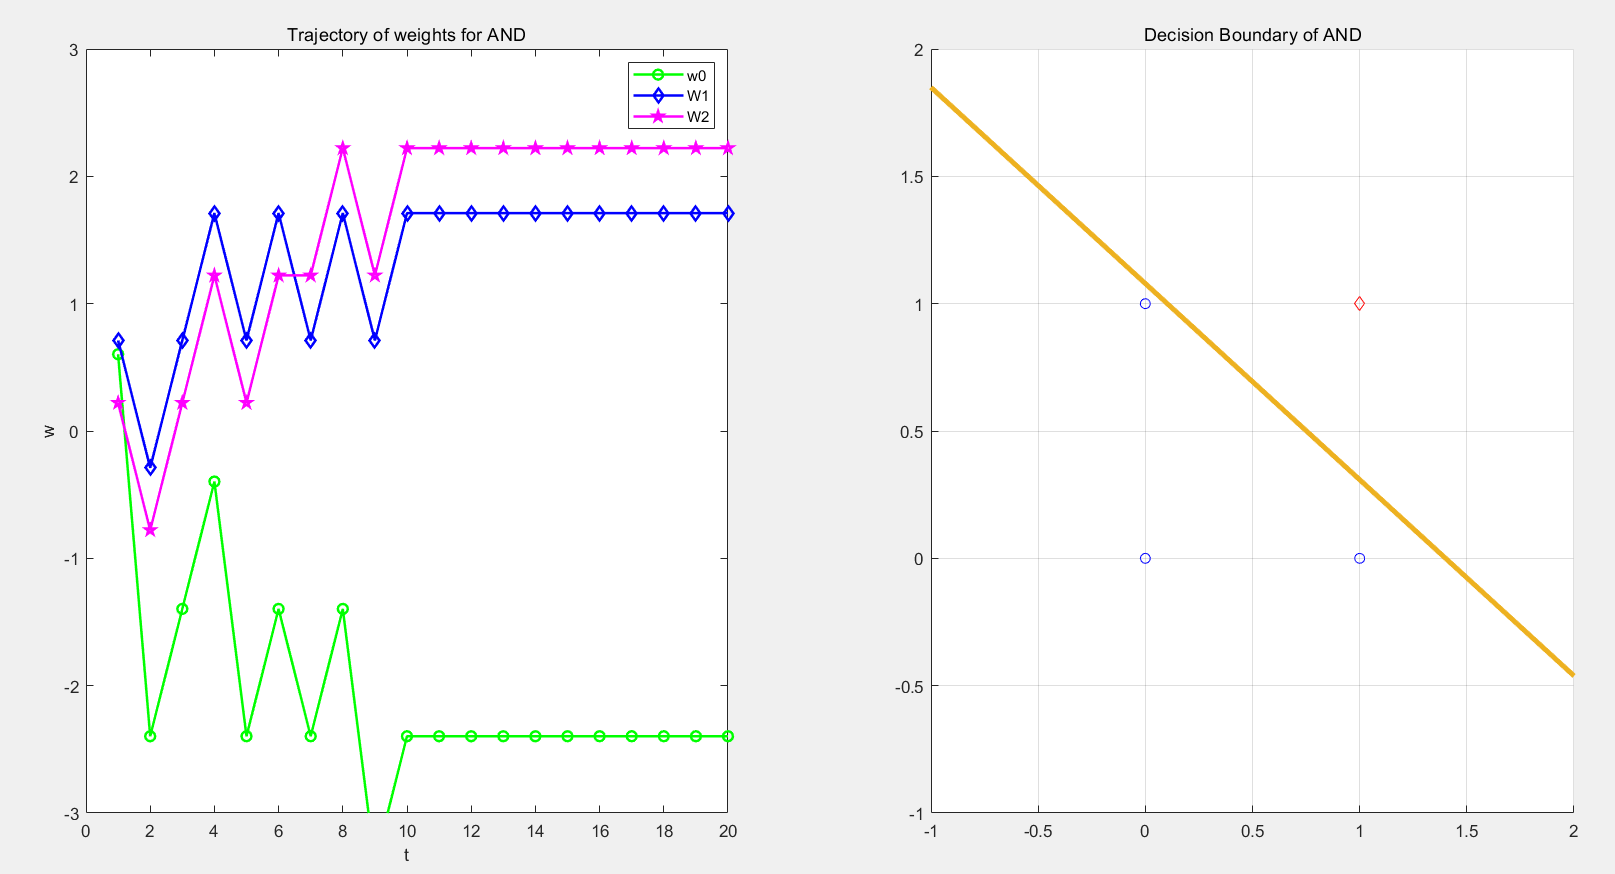 Trajectory of weights for AND
3
2
1
0
-1
-2
-3
w
0 2 4 6 8 10 12 14 16 18 20
t
w0
W1
W2
Decision Boundary of AND
2
1.5
1
0.5
0
-0.5
-1
-1 -0.5 0 0.5 1 1.5 2